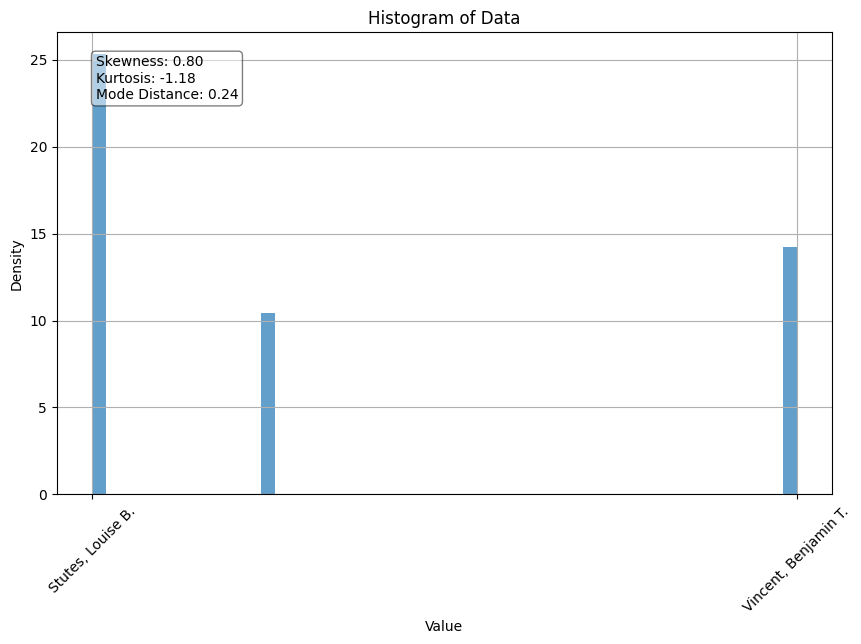 Histogram of Data
25
20
15
10
5
0
Density
Skewness: 0.80
Kurtosis: -1.18
Mode Distance: 0.24
Stutes, Louise B.
Vincent, Benjamin T.
Value